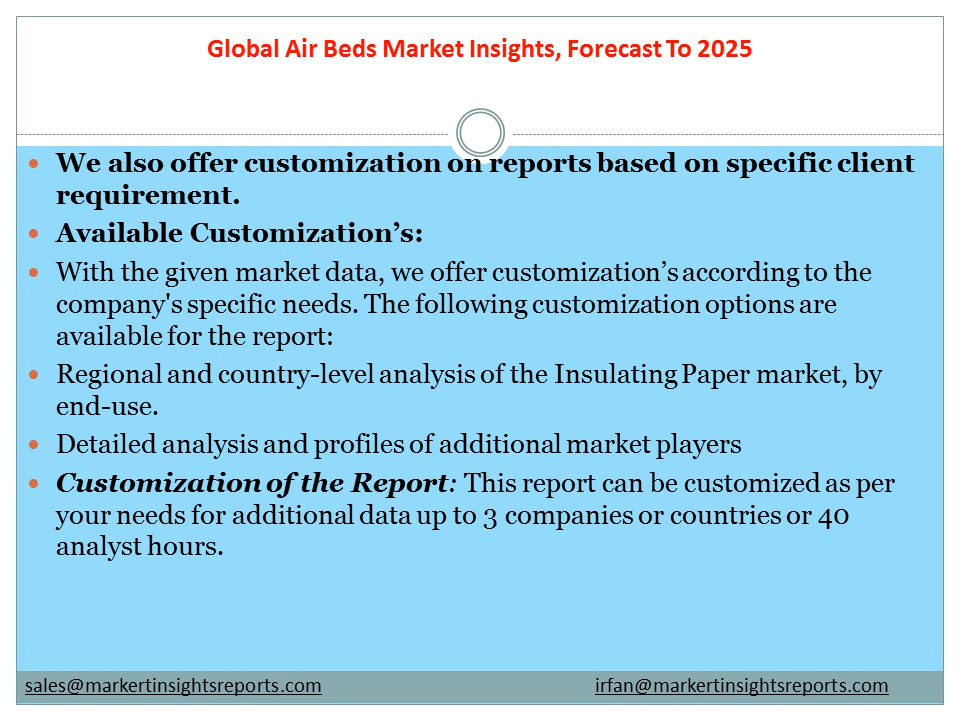 Global Air Beds Market Insights, Forecast To 2025
We also offer customization on reports based on specific client
requirement.
Available Customization’s:
With the given market data, we offer customization’s according to the
company's specific needs. The following customization options are
available for the report:
Regional and country-level analysis of the Insulating Paper market, by
end-use.
Detailed analysis and profiles of additional market players
Customization of the Report: This report can be customized as per
your needs for additional data up to 3 companies or countries or 40
analyst hours.
sales@markertinsightsreports.com irfan@markertinsightsreports.com